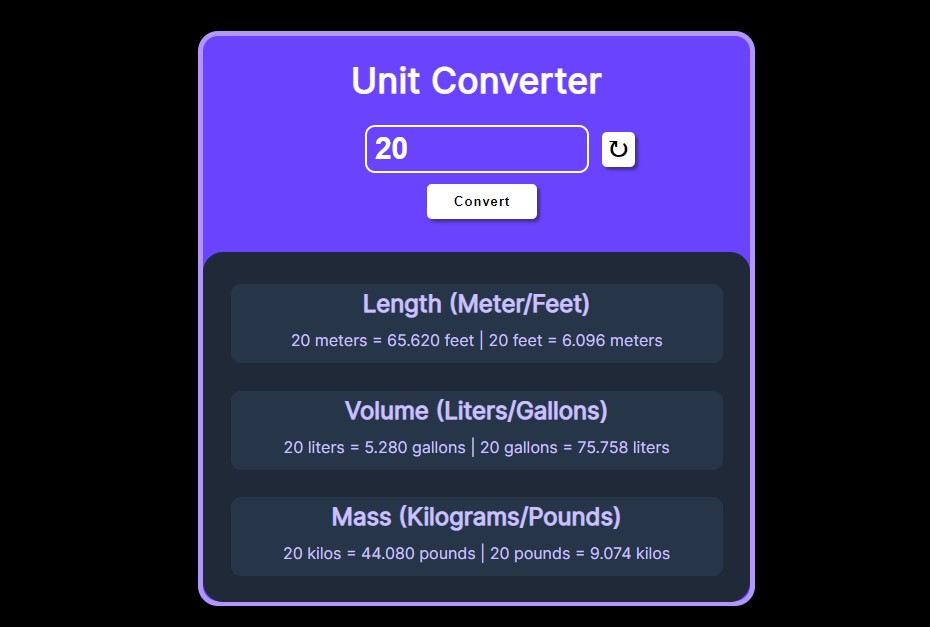 Unit Converter
20 ↻
Convert
Length (Meter/Feet)
20 meters = 65.620 feet | 20 feet = 6.096 meters
Volume (Liters/Gallons)
20 liters = 5.280 gallons | 20 gallons = 75.758 liters
Mass (Kilograms/Pounds)
20 kilos = 44.080 pounds | 20 pounds = 9.074 kilos